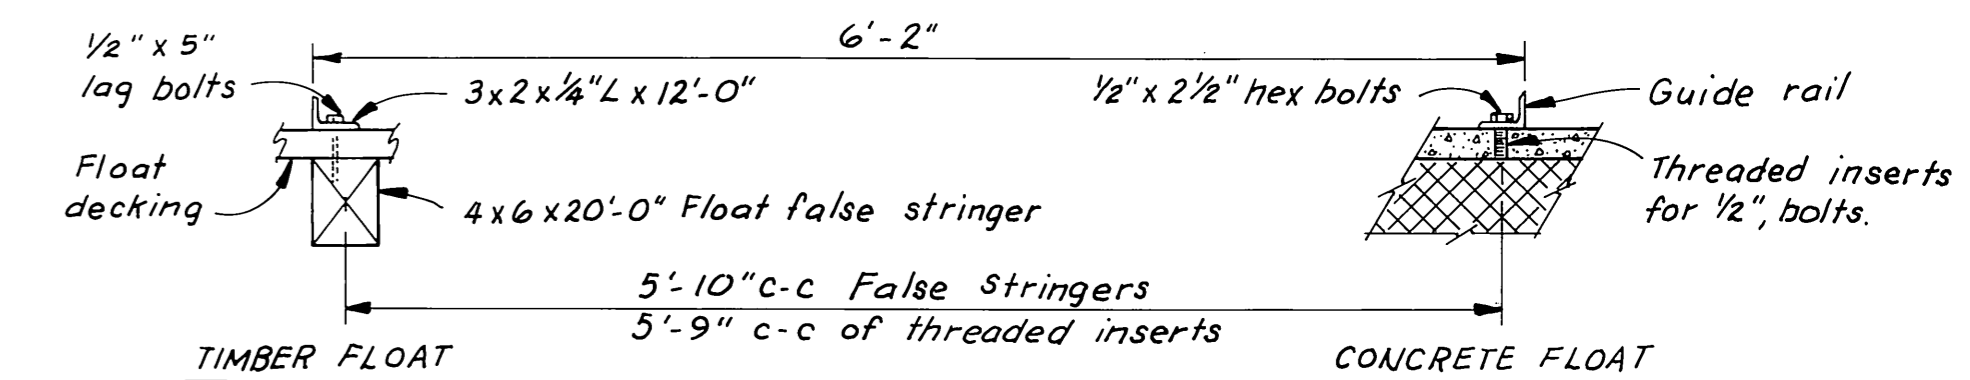 6'-2"
1/2" x 5"
lag bolts
3x2x1/4"L x 12'-0"
1/2" x 2 1/2" hex bolts
Guide rail
Float
decking
4x6x20'-0" Float false stringer
Threaded inserts
for 1/2", bolts.
5'-10" c-c False Stringers
5'-9" c-c of threaded inserts
TIMBER FLOAT
CONCRETE FLOAT